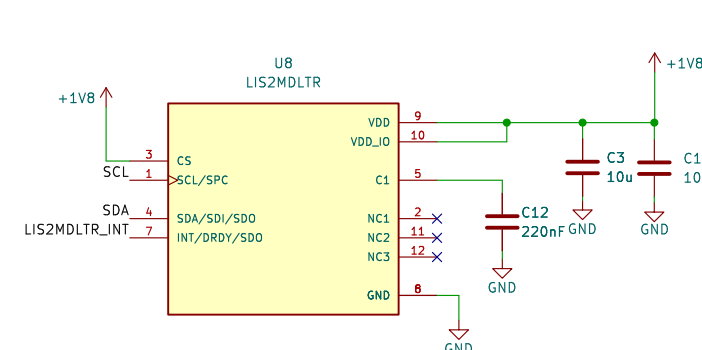 U8
LIS2MDLTR
+1V8
+1V8
9
VDD
10
VDD_IO
3
CS
SCL
1
SCL/SPC
5
C1
C3
10u
C1
10
SDA
4
SDA/SDI/SDO
2
NC1
C12
220nF
GND
GND
LIS2MDLTR_INT
7
INT/DRDY/SDO
11
NC2
12
NC3
GND
8
GND
GND